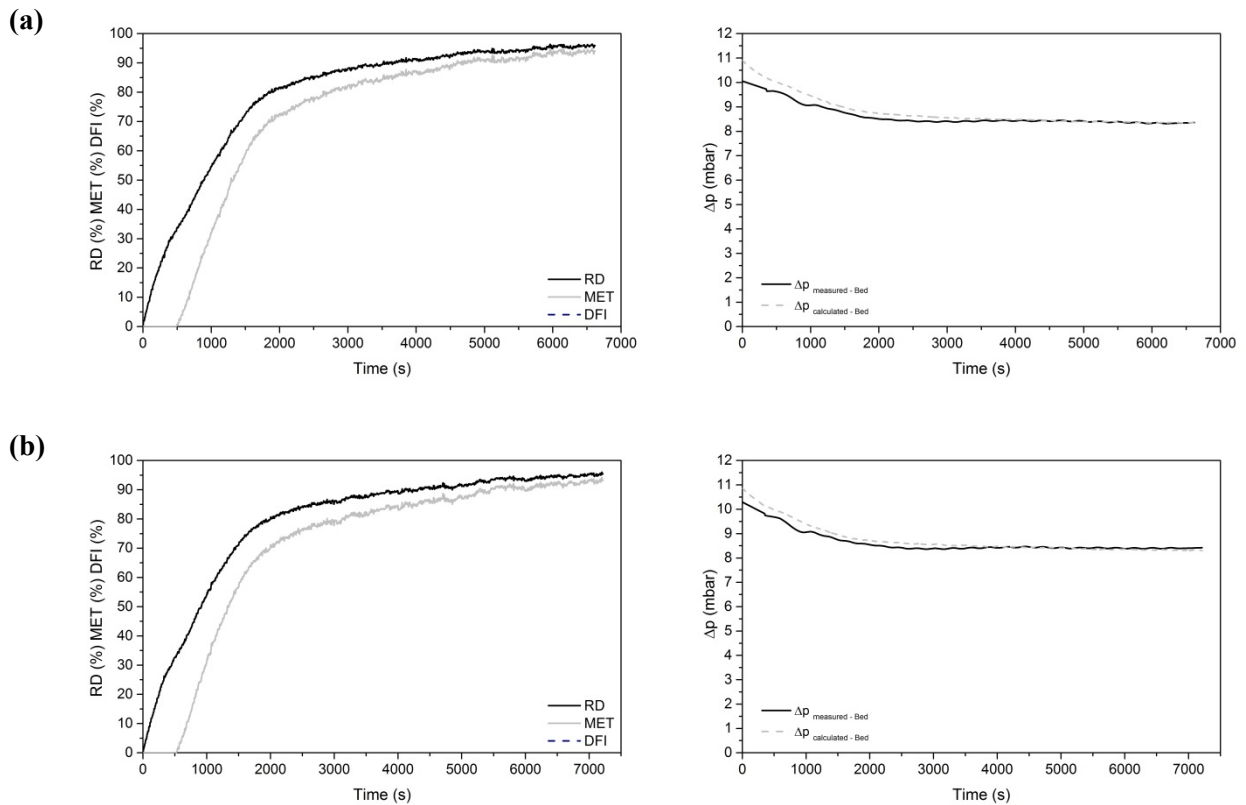 (a)
RD (%) MET (%) DFI (%)
100
90
80
70
60
50
40
30
20
10
0
0 1000 2000 3000 4000 5000 6000 7000
Time (s)
RD
MET
DFI
Δp (mbar)
12
11
10
9
8
7
6
5
4
3
2
1
0
0 1000 2000 3000 4000 5000 6000 7000
Time (s)
Δp measured - Bed
Δp calculated - Bed
(b)
RD (%) MET (%) DFI (%)
100
90
80
70
60
50
40
30
20
10
0
0 1000 2000 3000 4000 5000 6000 7000
Time (s)
RD
MET
DFI
Δp (mbar)
12
11
10
9
8
7
6
5
4
3
2
1
0
0 1000 2000 3000 4000 5000 6000 7000
Time (s)
Δp measured - Bed
Δp calculated - Bed